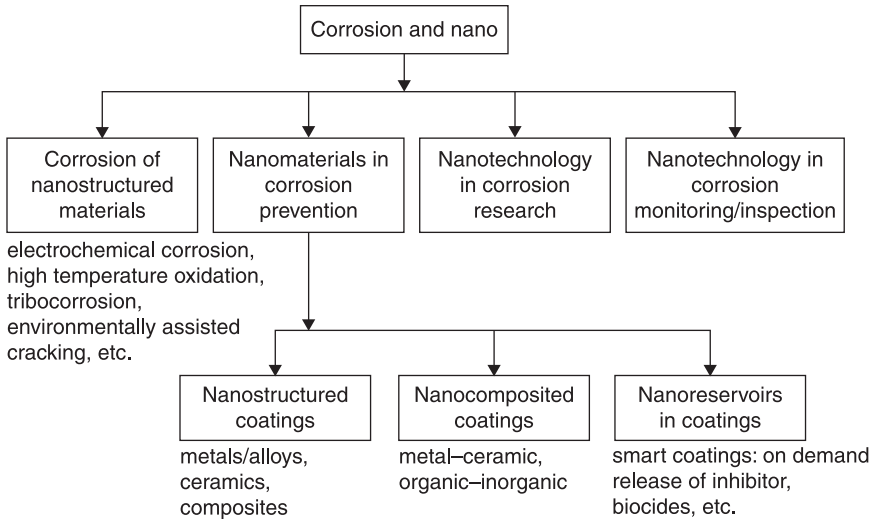 Corrosion and nano
Corrosion of
nanostructured
materials
Nanomaterials in
corrosion
prevention
Nanotechnology
in corrosion
research
Nanotechnology in
corrosion
monitoring/inspection
electrochemical corrosion,
high temperature oxidation,
tribocorrosion,
environmentally assisted
cracking, etc.
Nanostructured
coatings
Nanocomposited
coatings
Nanoreservoirs
in coatings
metals/alloys,
ceramics,
composites
metal–ceramic,
organic–inorganic
smart coatings: on demand
release of inhibitor,
biocides, etc.